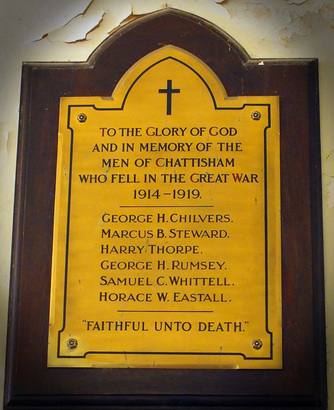 TO THE GLORY OF GOD
AND IN MEMORY OF THE
MEN OF CHATTISHAM
WHO FELL IN THE GREAT WAR
1914-1919.
GEORGE H. CHILVERS.
MARCUS B. STEWARD.
HARRY THORPE.
GEORGE H. RUMSEY.
SAMUEL C. WHITTELL.
HORACE W. EASTALL.
"FAITHFUL UNTO DEATH."